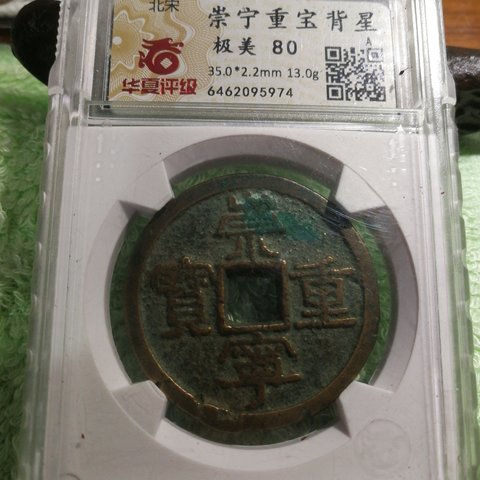 北宋
崇宁重宝背星
极美 80
A
35.0*2.2mm 13.0g
华夏评级
6462095974
崇
寶 重
寧